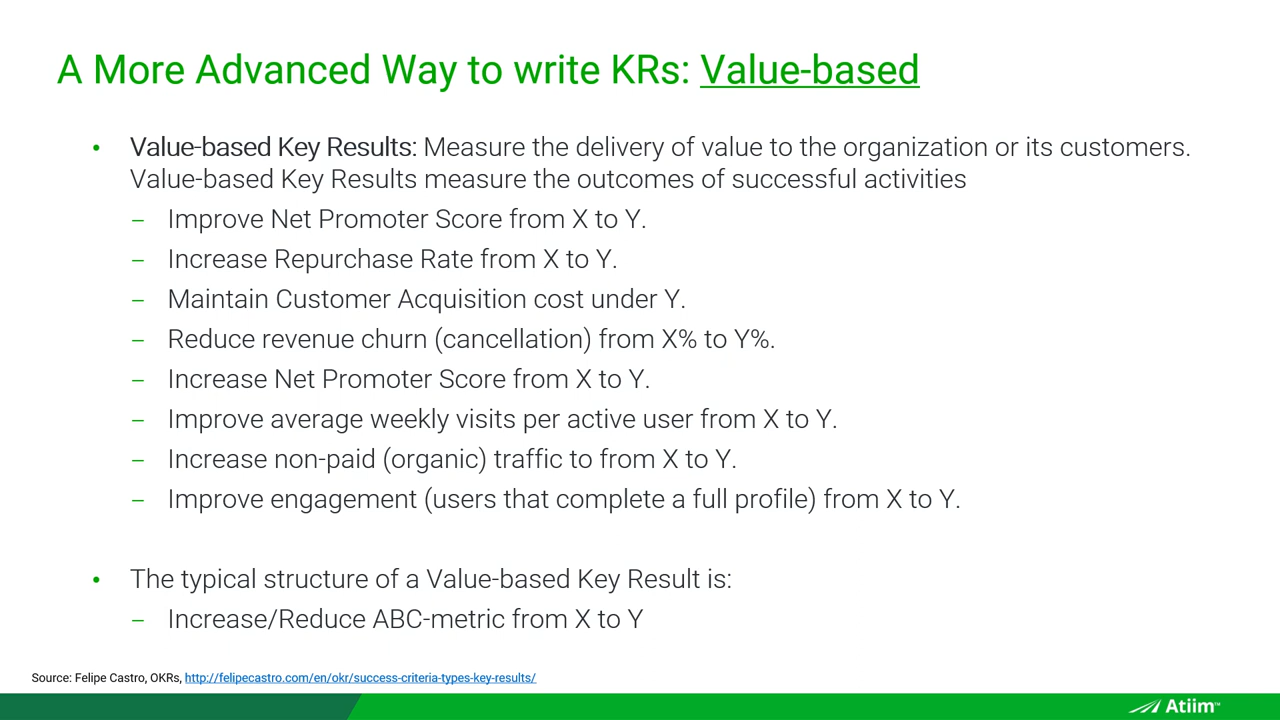 A More Advanced Way to write KRs: Value-based
• Value-based Key Results: Measure the delivery of value to the organization or its customers.
Value-based Key Results measure the outcomes of successful activities
– Improve Net Promoter Score from X to Y.
– Increase Repurchase Rate from X to Y.
– Maintain Customer Acquisition cost under Y.
– Reduce revenue churn (cancellation) from X% to Y%.
– Increase Net Promoter Score from X to Y.
– Improve average weekly visits per active user from X to Y.
– Increase non-paid (organic) traffic to from X to Y.
– Improve engagement (users that complete a full profile) from X to Y.
• The typical structure of a Value-based Key Result is:
– Increase/Reduce ABC-metric from X to Y
Source: Felipe Castro, OKRs, http://felipecastro.com/en/okr/success-criteria-types-key-results/
Atiim™